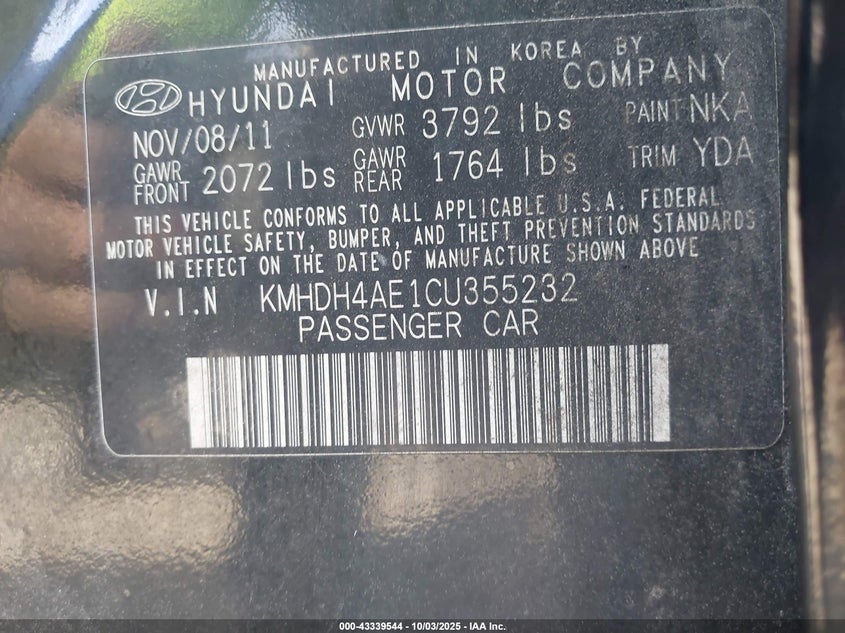 MANUFACTURED IN KOREA BY
HYUNDAI MOTOR COMPANY
NOV/08/11 GVWR 3792 lbs PAINT NKA
GAWR FRONT 2072 lbs GAWR REAR 1764 lbs TRIM YDA
THIS VEHICLE CONFORMS TO ALL APPLICABLE U.S.A. FEDERAL
MOTOR VEHICLE SAFETY, BUMPER, AND THEFT PREVENTION STANDARDS
IN EFFECT ON THE DATE OF MANUFACTURE SHOWN ABOVE
V.I.N KMHDH4AE1CU355232
PASSENGER CAR
000-43339544 - 10/03/2025 - IAA Inc.